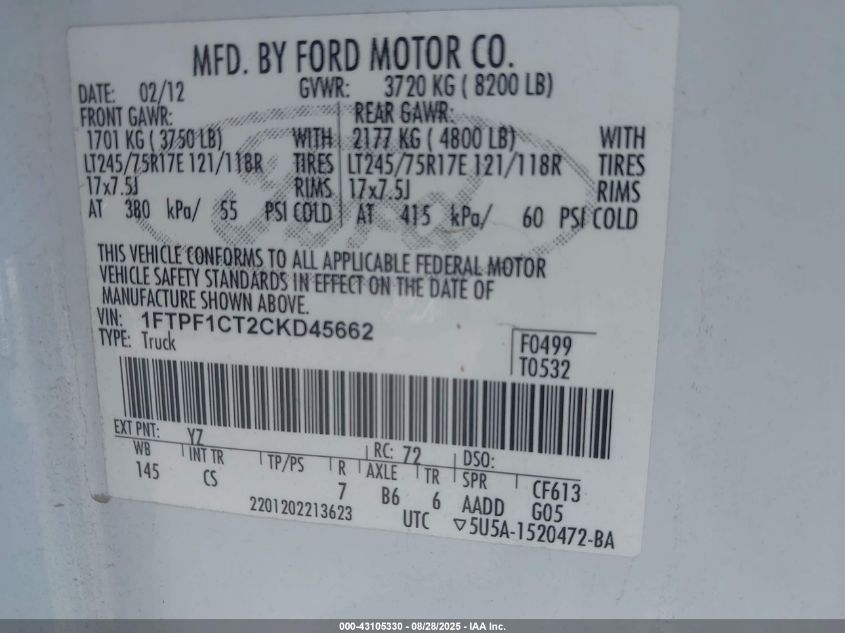 MFD. BY FORD MOTOR CO.
DATE: 02/12 GVWR: 3720 KG ( 8200 LB)
FRONT GAWR: REAR GAWR:
1701 KG ( 3750 LB) WITH 2177 KG ( 4800 LB) WITH
LT245/75R17E 121/118R TIRES LT245/75R17E 121/118R TIRES
17x7.5J RIMS 17x7.5J RIMS
AT 380 kPa/ 55 PSI COLD AT 415 kPa/ 60 PSI COLD
Ford
THIS VEHICLE CONFORMS TO ALL APPLICABLE FEDERAL MOTOR
VEHICLE SAFETY STANDARDS IN EFFECT ON THE DATE OF
MANUFACTURE SHOWN ABOVE.
VIN: 1FTPF1CT2CKD45662
TYPE: Truck
F0499
T0532
EXT PNT: YZ RC: 72 DSO:
WB INT TR TP/PS R AXLE TR SPR CF613
145 CS 7 B6 6 AADD G05
2201202213623 UTC ▽5U5A-1520472-BA
000-43105330 - 08/28/2025 - IAA Inc.